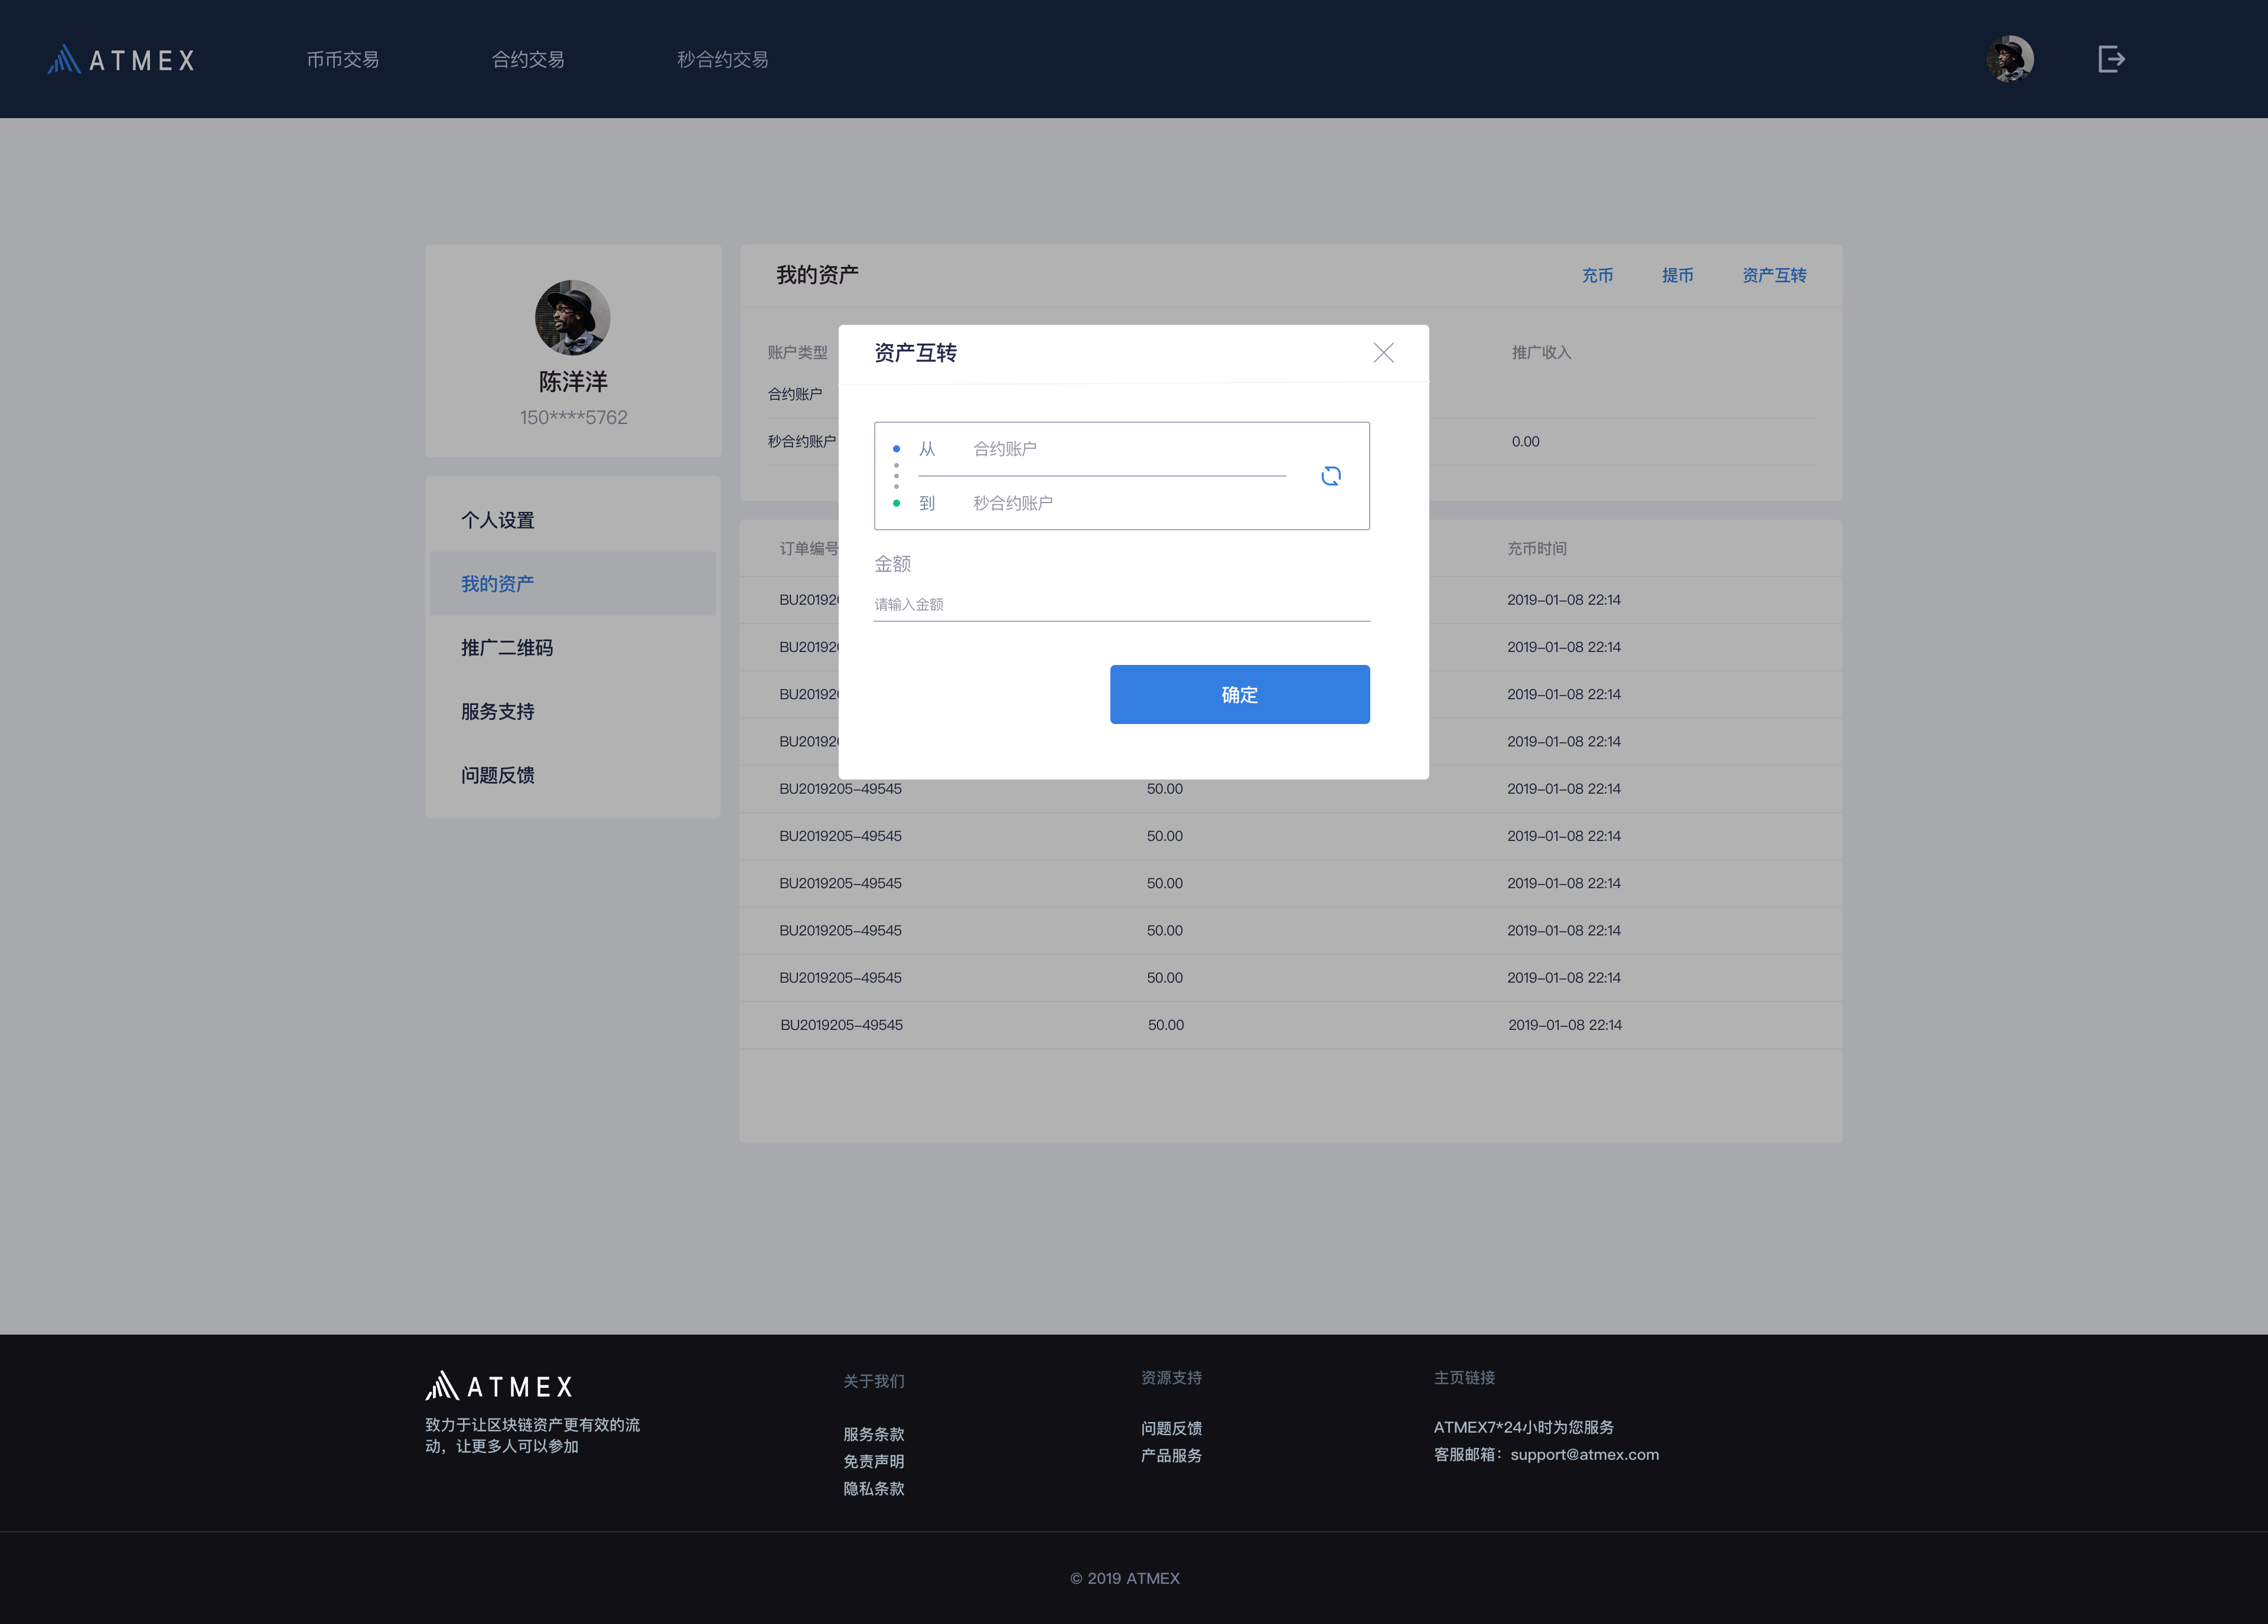 ATMEX
币币交易
合约交易
秒合约交易
陈洋洋
150****5762
个人设置
我的资产
推广二维码
服务支持
问题反馈
我的资产
充币
提币
资产互转
账户类型
推广收入
合约账户
秒合约账户
0.00
资产互转
从
合约账户
到
秒合约账户
金额
请输入金额
确定
订单编号
充币时间
BU20192
2019-01-08 22:14
BU20192
2019-01-08 22:14
BU20192
2019-01-08 22:14
BU20192
2019-01-08 22:14
BU2019205-49545
50.00
2019-01-08 22:14
BU2019205-49545
50.00
2019-01-08 22:14
BU2019205-49545
50.00
2019-01-08 22:14
BU2019205-49545
50.00
2019-01-08 22:14
BU2019205-49545
50.00
2019-01-08 22:14
BU2019205-49545
50.00
2019-01-08 22:14
ATMEX
致力于让区块链资产更有效的流
动，让更多人可以参加
关于我们
服务条款
免责声明
隐私条款
资源支持
问题反馈
产品服务
主页链接
ATMEX7*24小时为您服务
客服邮箱：support@atmex.com
© 2019 ATMEX